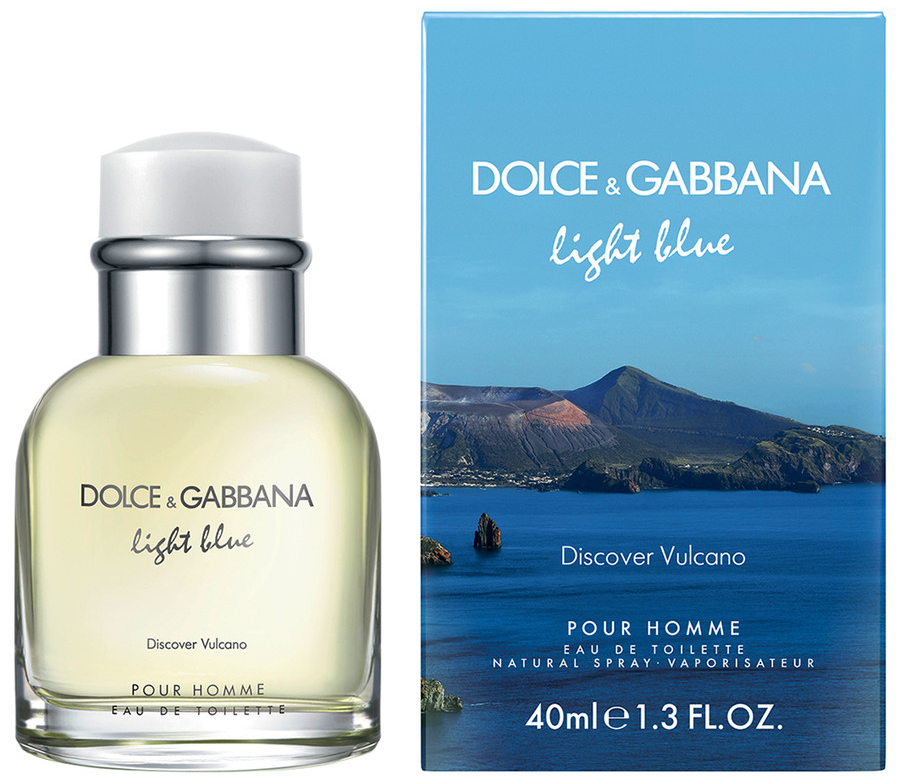 DOLCE & GABBANA
light blue
Discover Vulcano
POUR HOMME
EAU DE TOILETTE
DOLCE & GABBANA
light blue
Discover Vulcano
POUR HOMME
EAU DE TOILETTE
NATURAL SPRAY · VAPORISATEUR
40ml ℮ 1.3 FL.OZ.